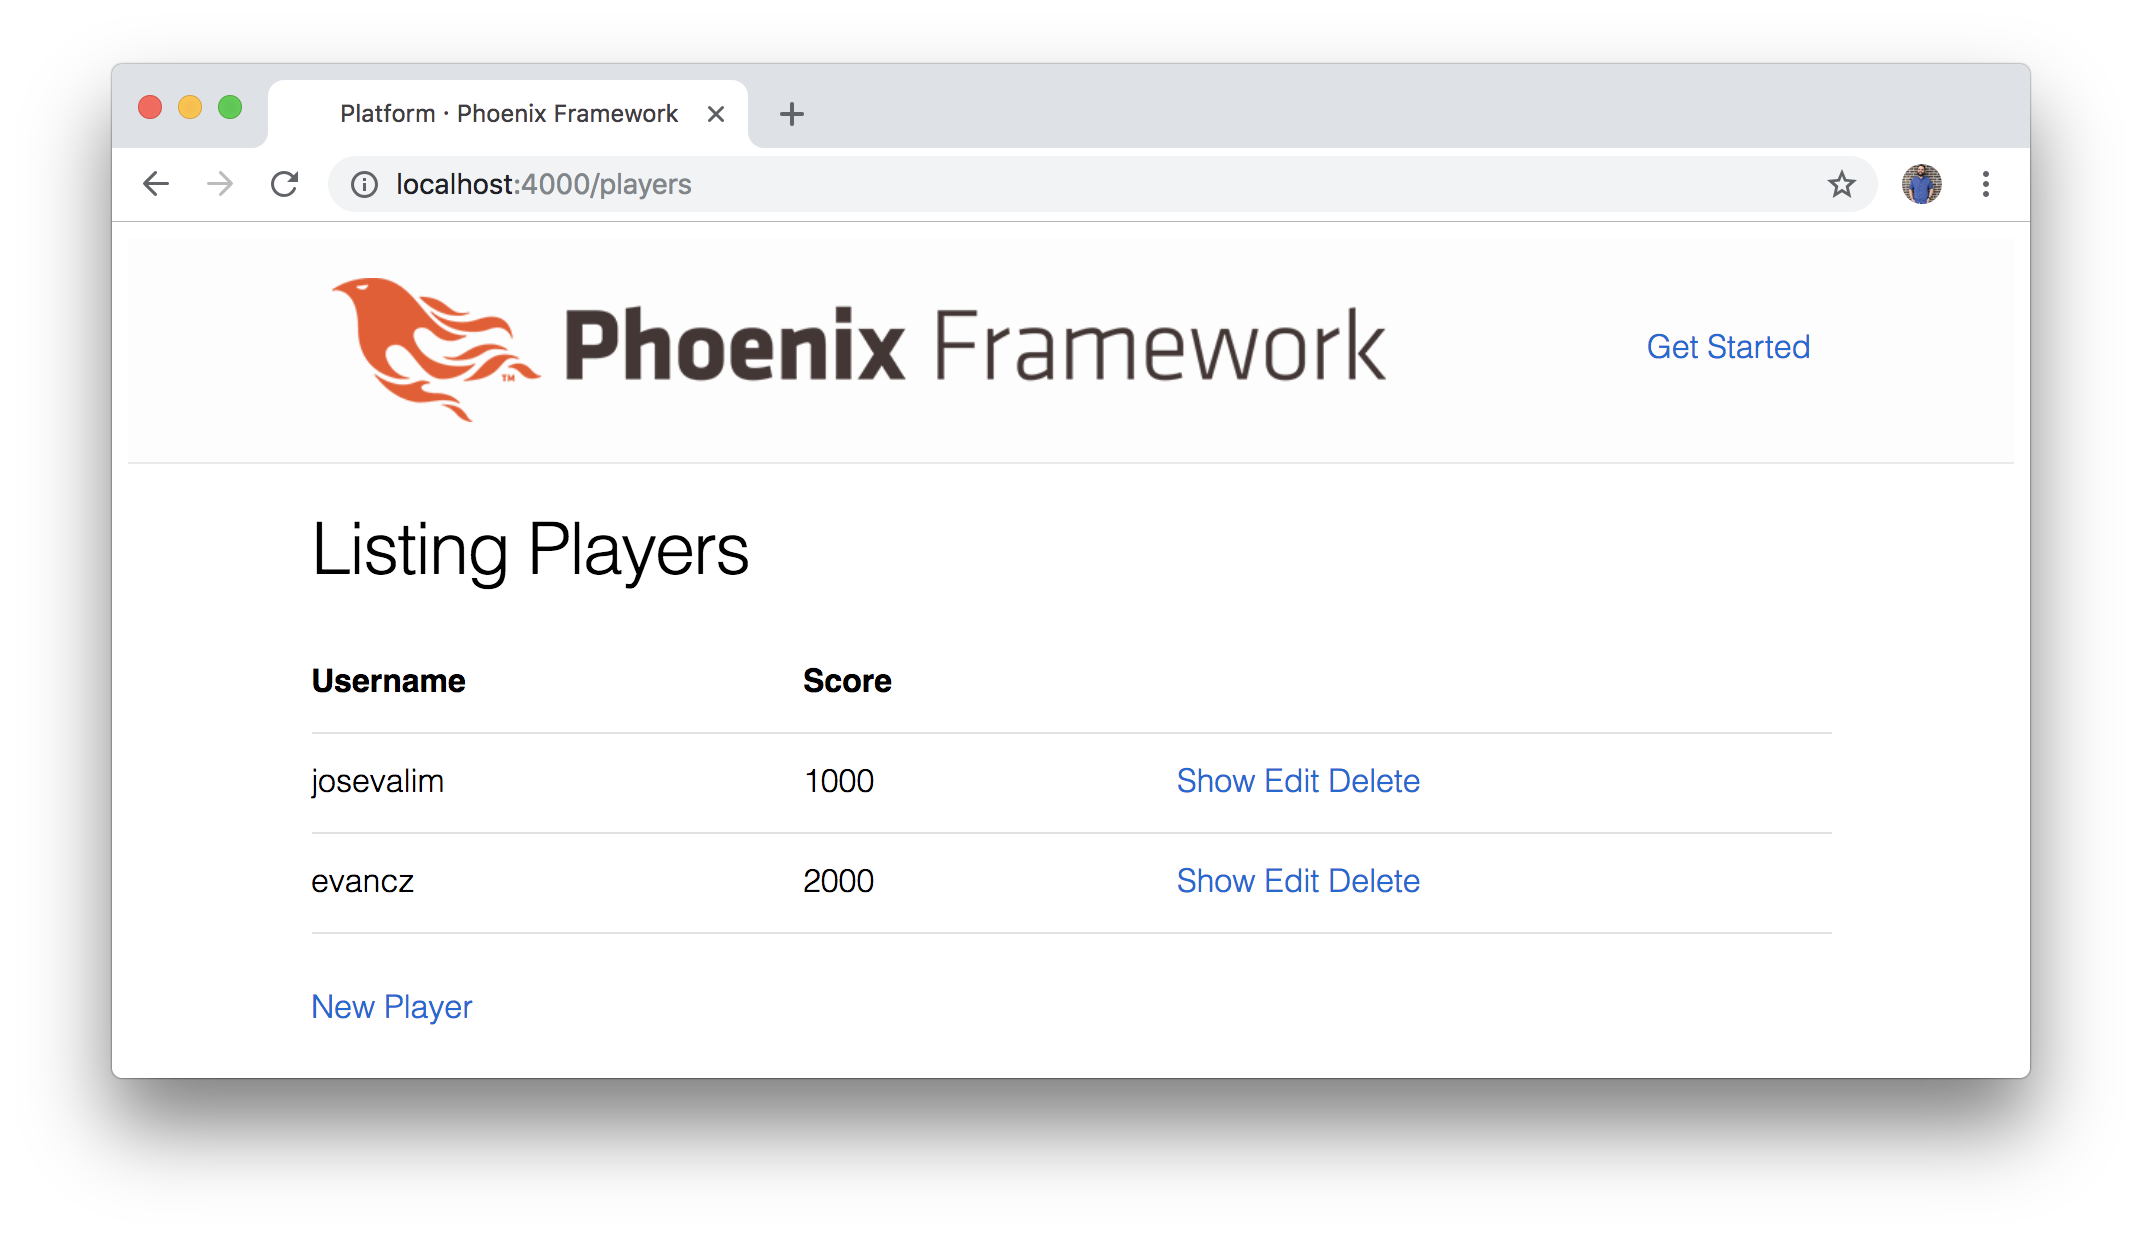 Platform · Phoenix Framework
localhost:4000/players
Phoenix Framework
TM
Get Started
Listing Players
Username Score
josevalim 1000 Show Edit Delete
evancz 2000 Show Edit Delete
New Player